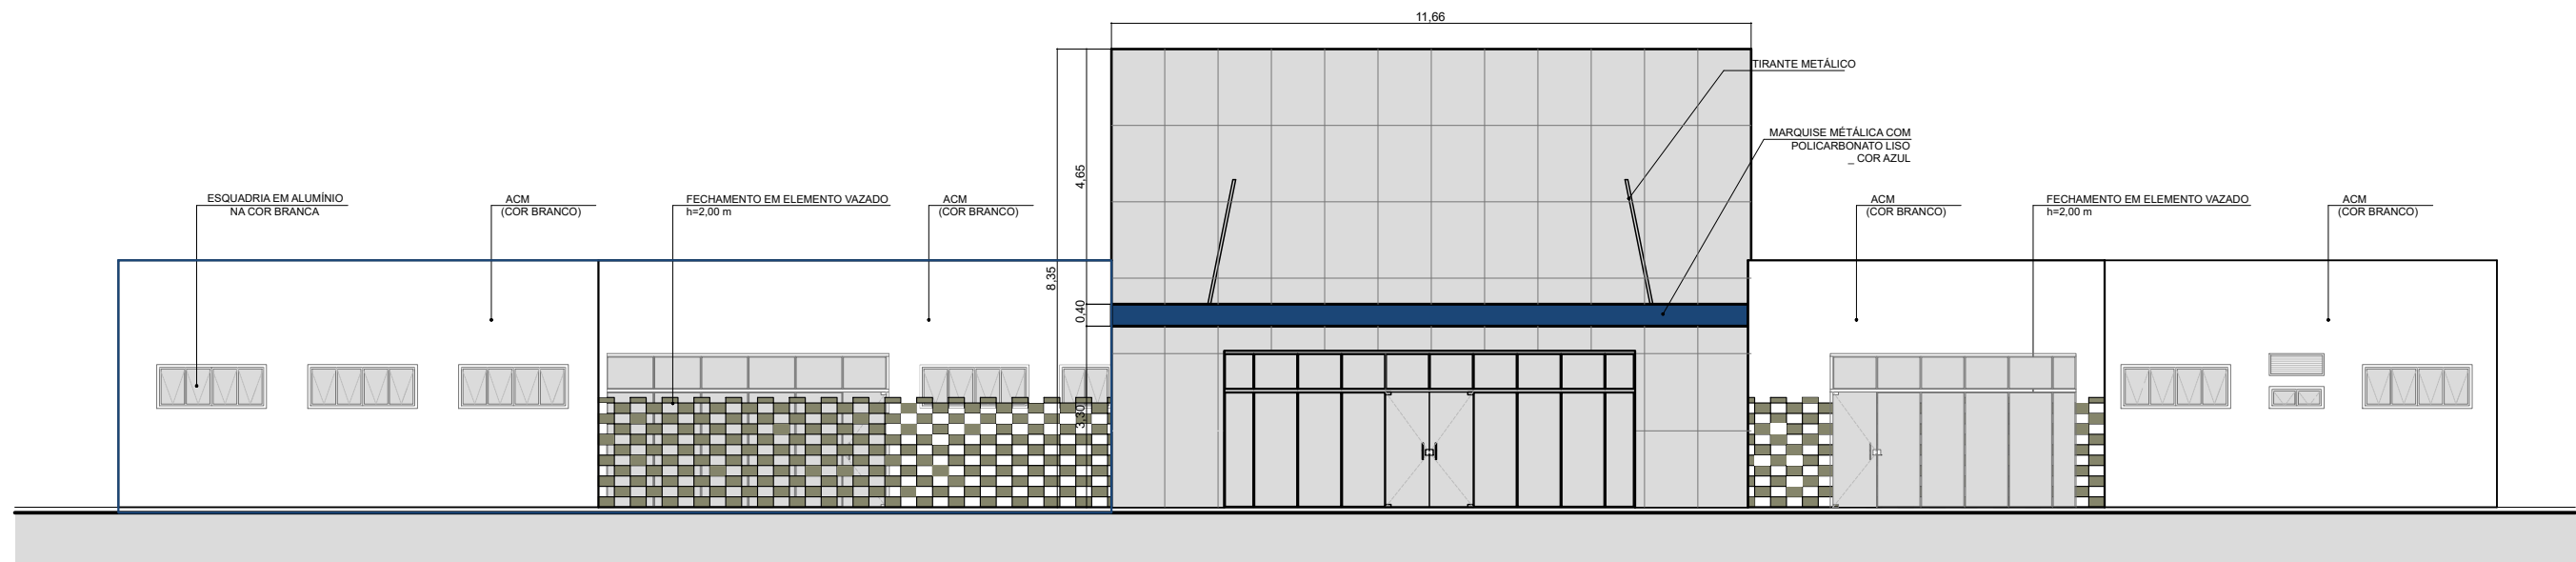 11,66
TIRANTE METÁLICO
MARQUISE MÉTÁLICA COM
POLICARBONATO LISO
_ COR AZUL
4,65
8,35
0,40
3,30
ESQUADRIA EM ALUMÍNIO
NA COR BRANCA
ACM
(COR BRANCO)
FECHAMENTO EM ELEMENTO VAZADO
h=2,00 m
ACM
(COR BRANCO)
ACM
(COR BRANCO)
FECHAMENTO EM ELEMENTO VAZADO
h=2,00 m
ACM
(COR BRANCO)